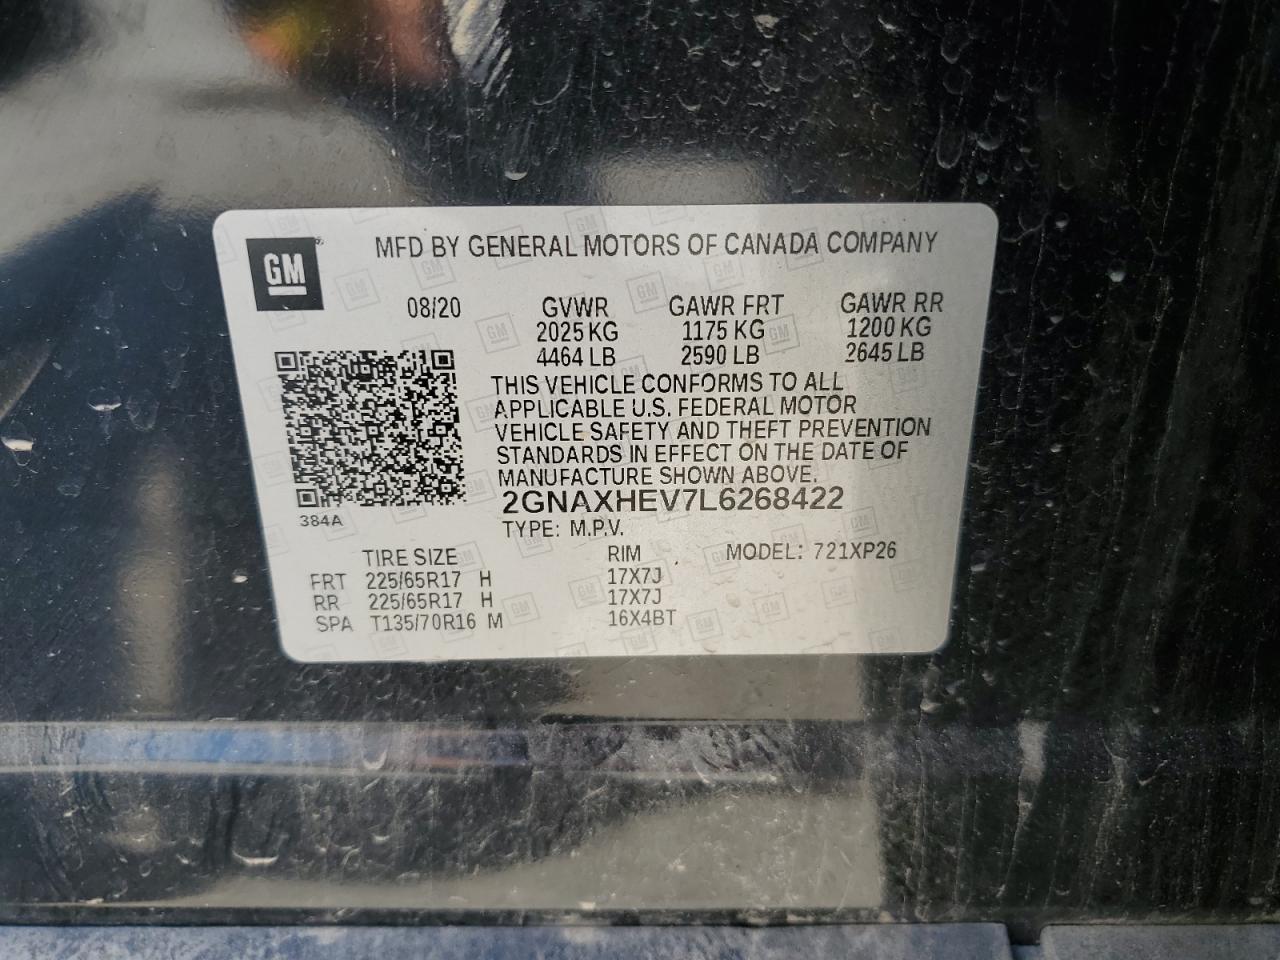 GM
MFD BY GENERAL MOTORS OF CANADA COMPANY
08/20 GVWR GAWR FRT GAWR RR
2025 KG 1175 KG 1200 KG
4464 LB 2590 LB 2645 LB
THIS VEHICLE CONFORMS TO ALL
APPLICABLE U.S. FEDERAL MOTOR
VEHICLE SAFETY AND THEFT PREVENTION
STANDARDS IN EFFECT ON THE DATE OF
MANUFACTURE SHOWN ABOVE.
2GNAXHEV7L6268422
384A
TYPE: M.P.V.
TIRE SIZE RIM MODEL: 721XP26
FRT 225/65R17 H 17X7J
RR 225/65R17 H 17X7J
SPA T135/70R16 M 16X4BT